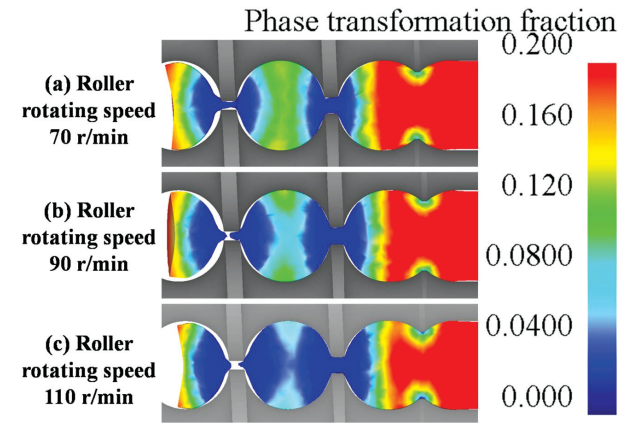 Phase transformation fraction
0.200
(a) Roller
rotating speed
70 r/min
0.160
0.120
(b) Roller
rotating speed
90 r/min
0.0800
0.0400
(c) Roller
rotating speed
110 r/min
0.000